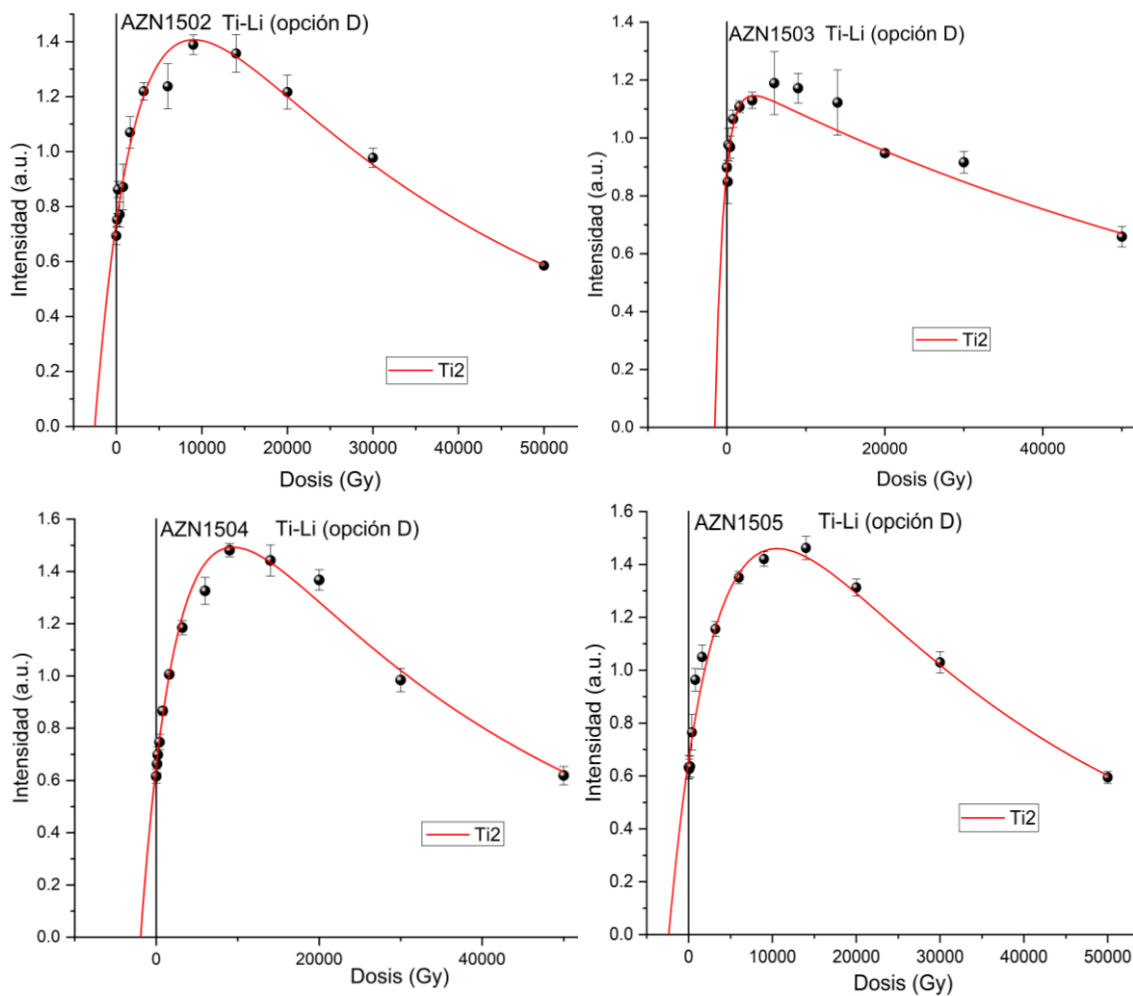 AZN1502 Ti-Li (opción D)
Intensidad (a.u.)
1.4
1.2
1.0
0.8
0.6
0.4
0.2
0.0
Ti2
0 10000 20000 30000 40000 50000
Dosis (Gy)
AZN1503 Ti-Li (opción D)
Intensidad (a.u.)
1.4
1.2
1.0
0.8
0.6
0.4
0.2
0.0
Ti2
0 20000 40000
Dosis (Gy)
AZN1504 Ti-Li (opción D)
Intensidad (a.u.)
1.6
1.4
1.2
1.0
0.8
0.6
0.4
0.2
0.0
Ti2
0 20000 40000
Dosis (Gy)
AZN1505 Ti-Li (opción D)
Intensidad (a.u.)
1.6
1.4
1.2
1.0
0.8
0.6
0.4
0.2
0.0
Ti2
0 10000 20000 30000 40000 50000
Dosis (Gy)